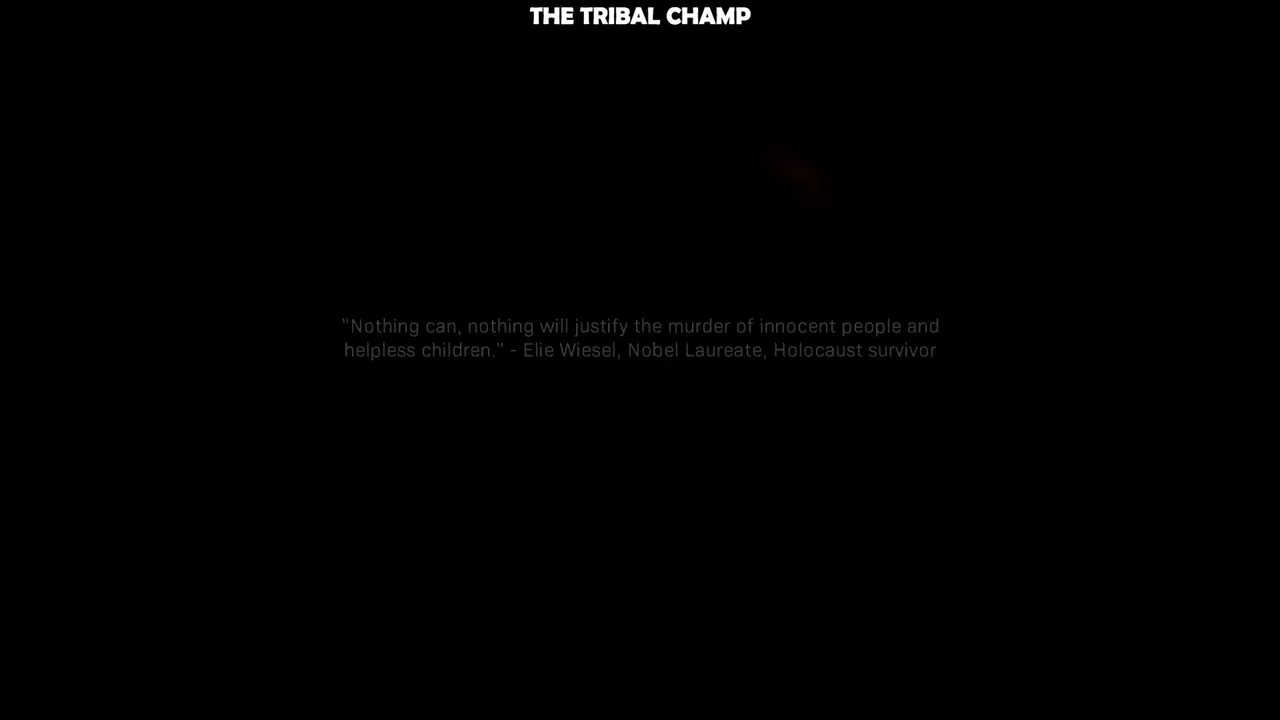 THE TRIBAL CHAMP
"Nothing can, nothing will justify the murder of innocent people and
helpless children." - Elie Wiesel, Nobel Laureate, Holocaust survivor